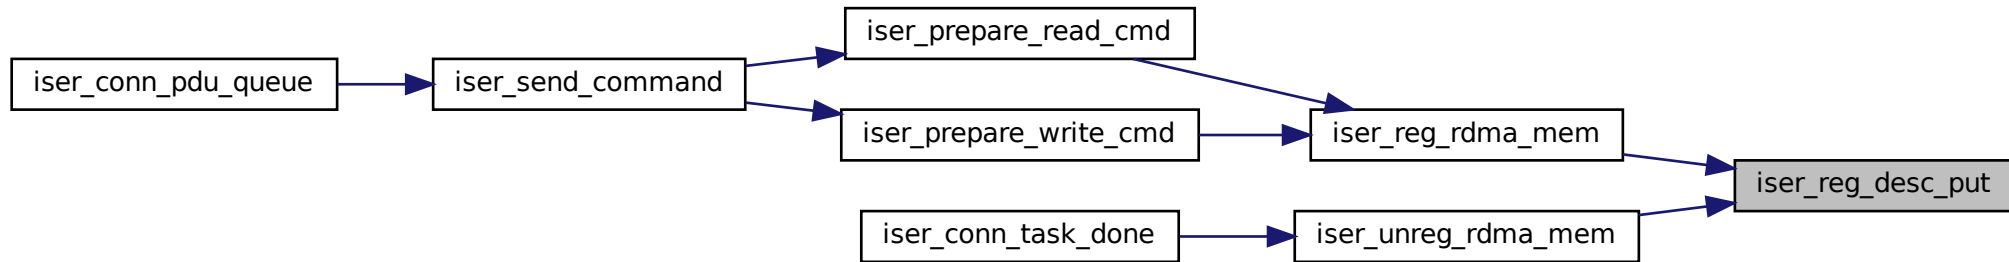 iser_prepare_read_cmd
iser_conn_pdu_queue
iser_send_command
iser_prepare_write_cmd
iser_reg_rdma_mem
iser_reg_desc_put
iser_conn_task_done
iser_unreg_rdma_mem